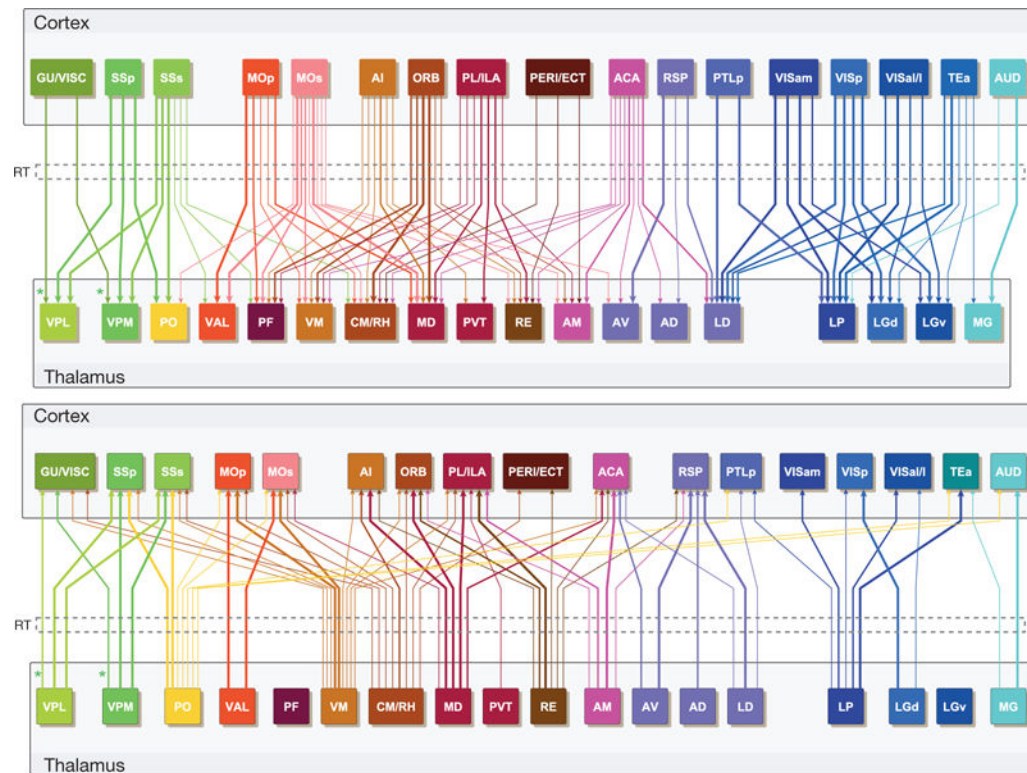 Cortex
GU/VISC SSp SSs MOp MOs AI ORB PL/ILA PERI/ECT ACA RSP PTLp VISam VISp VISal/l TEa AUD
RT
* *
VPL VPM PO VAL PF VM CM/RH MD PVT RE AM AV AD LD LP LGd LGv MG
Thalamus
Cortex
GU/VISC SSp SSs MOp MOs AI ORB PL/ILA PERI/ECT ACA RSP PTLp VISam VISp VISal/l TEa AUD
RT
* *
VPL VPM PO VAL PF VM CM/RH MD PVT RE AM AV AD LD LP LGd LGv MG
Thalamus